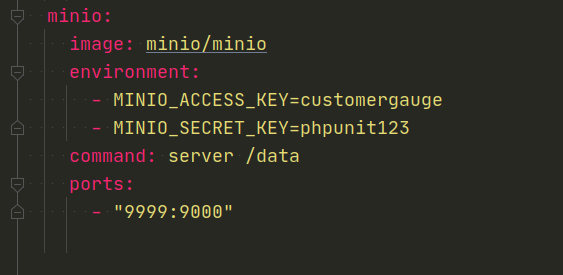 minio:
image: minio/minio
environment:
- MINIO_ACCESS_KEY=customergauge
- MINIO_SECRET_KEY=phpunit123
command: server /data
ports:
- "9999:9000"